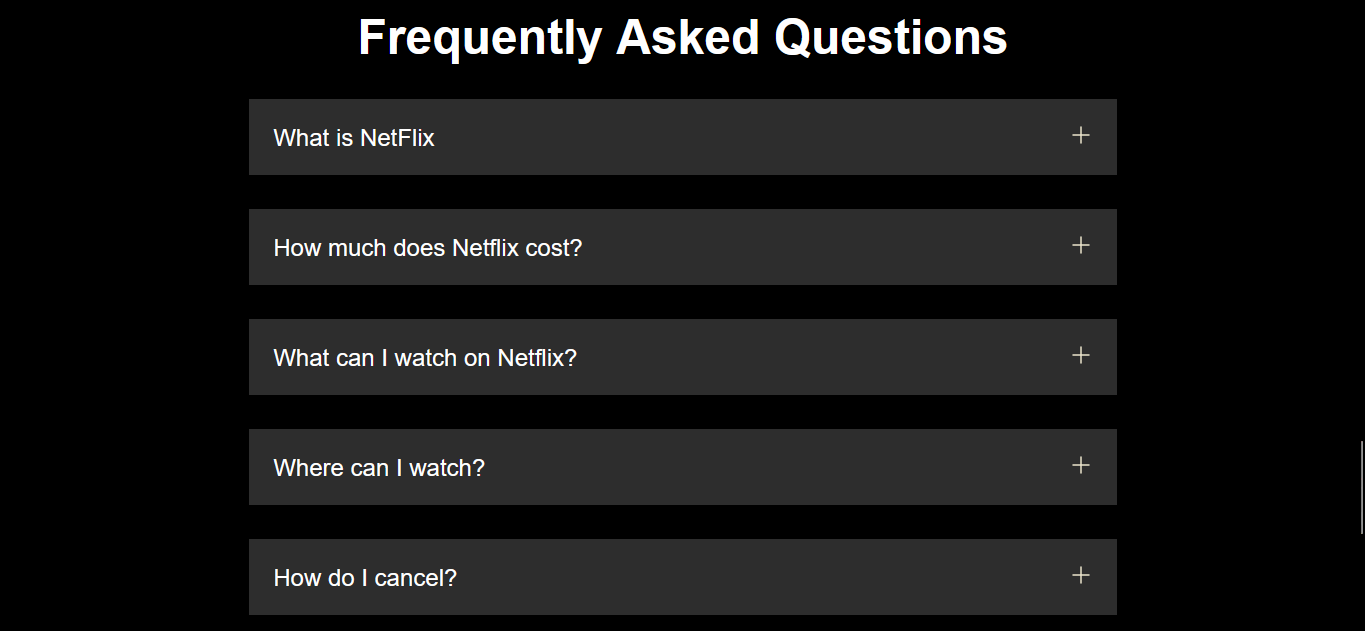 Frequently Asked Questions
What is NetFlix
How much does Netflix cost?
What can I watch on Netflix?
Where can I watch?
How do I cancel?